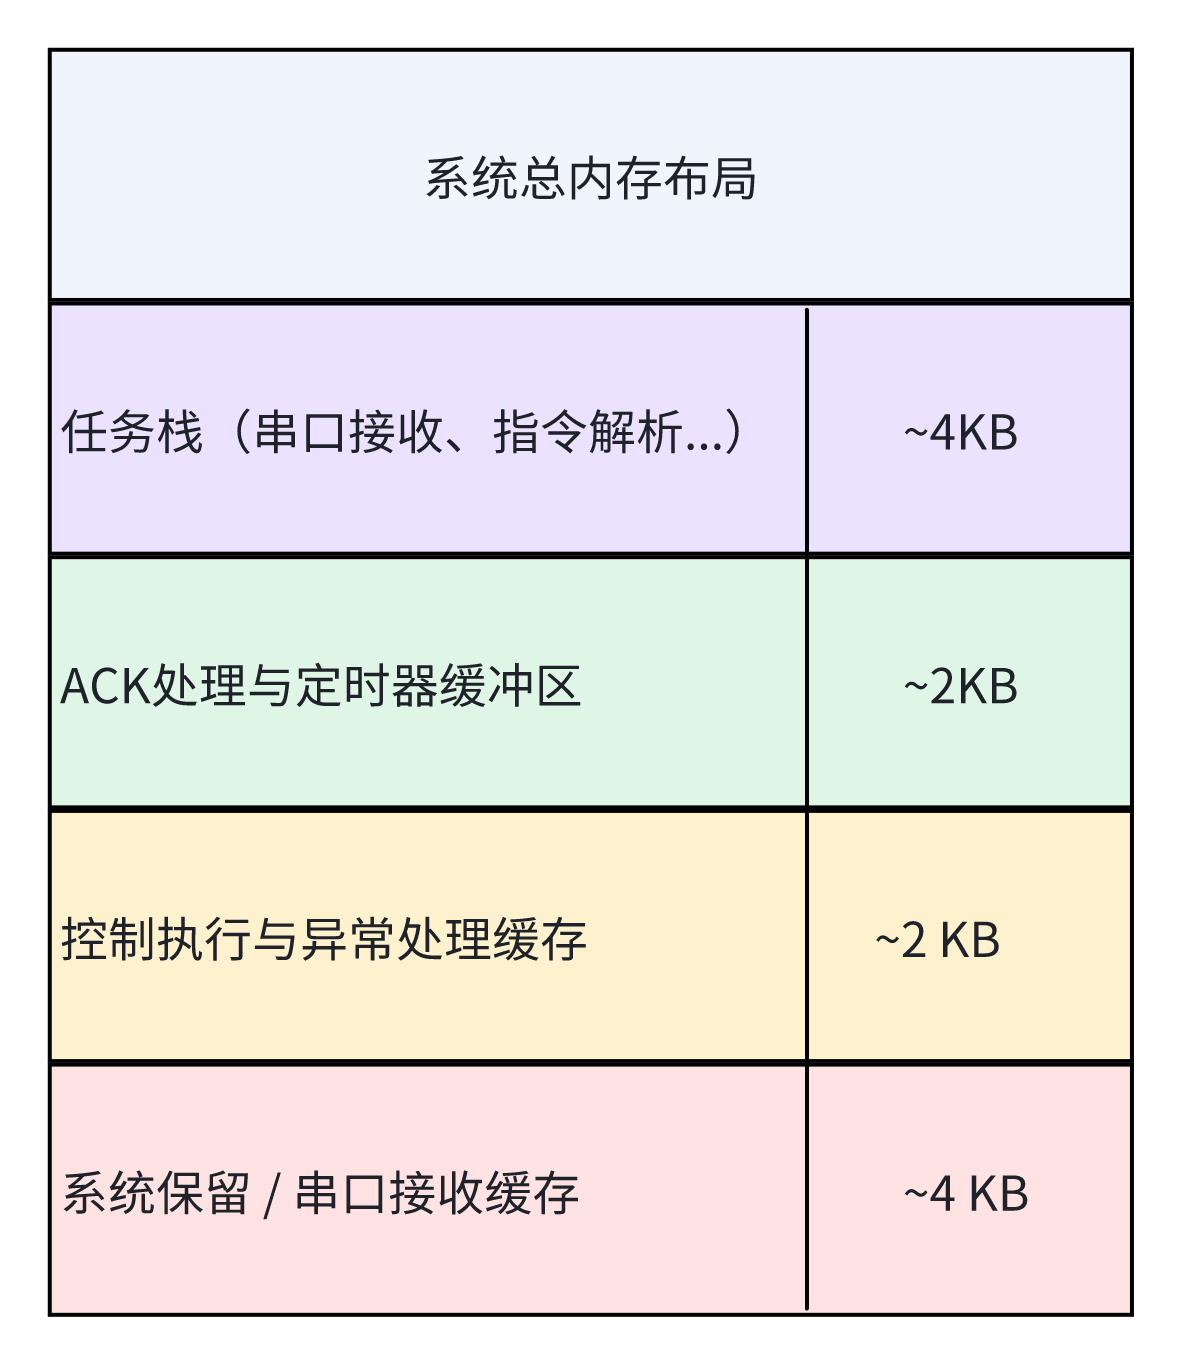 系统总内存布局
任务栈（串口接收、指令解析...） ~4KB
ACK处理与定时器缓冲区 ~2KB
控制执行与异常处理缓存 ~2 KB
系统保留 / 串口接收缓存 ~4 KB